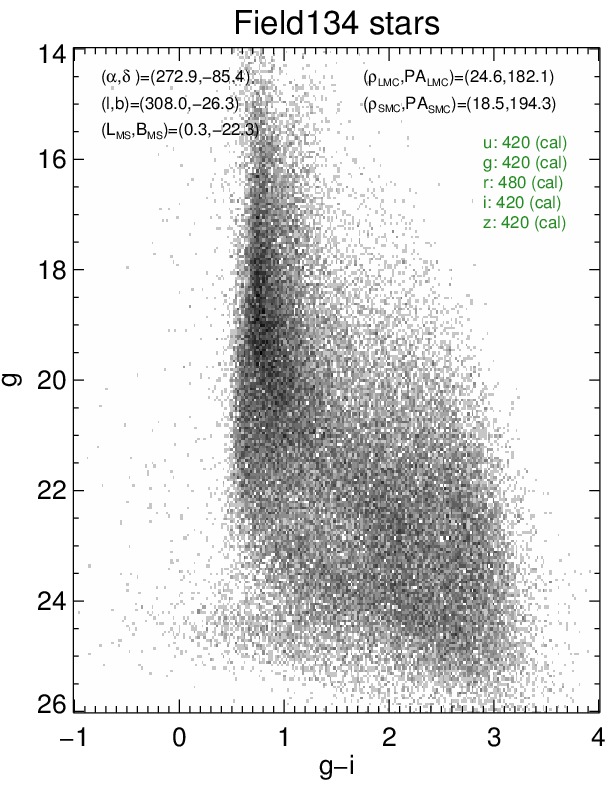 Field134 stars
(α,δ )=(272.9,−85.4)
(ρLMC,PALMC)=(24.6,182.1)
(l,b)=(308.0,−26.3)
(ρSMC,PASMC)=(18.5,194.3)
(LMS,BMS)=(0.3,−22.3)
u: 420 (cal)
g: 420 (cal)
r: 480 (cal)
i: 420 (cal)
z: 420 (cal)
14
16
18
20
22
24
26
g
−1 0 1 2 3 4
g−i